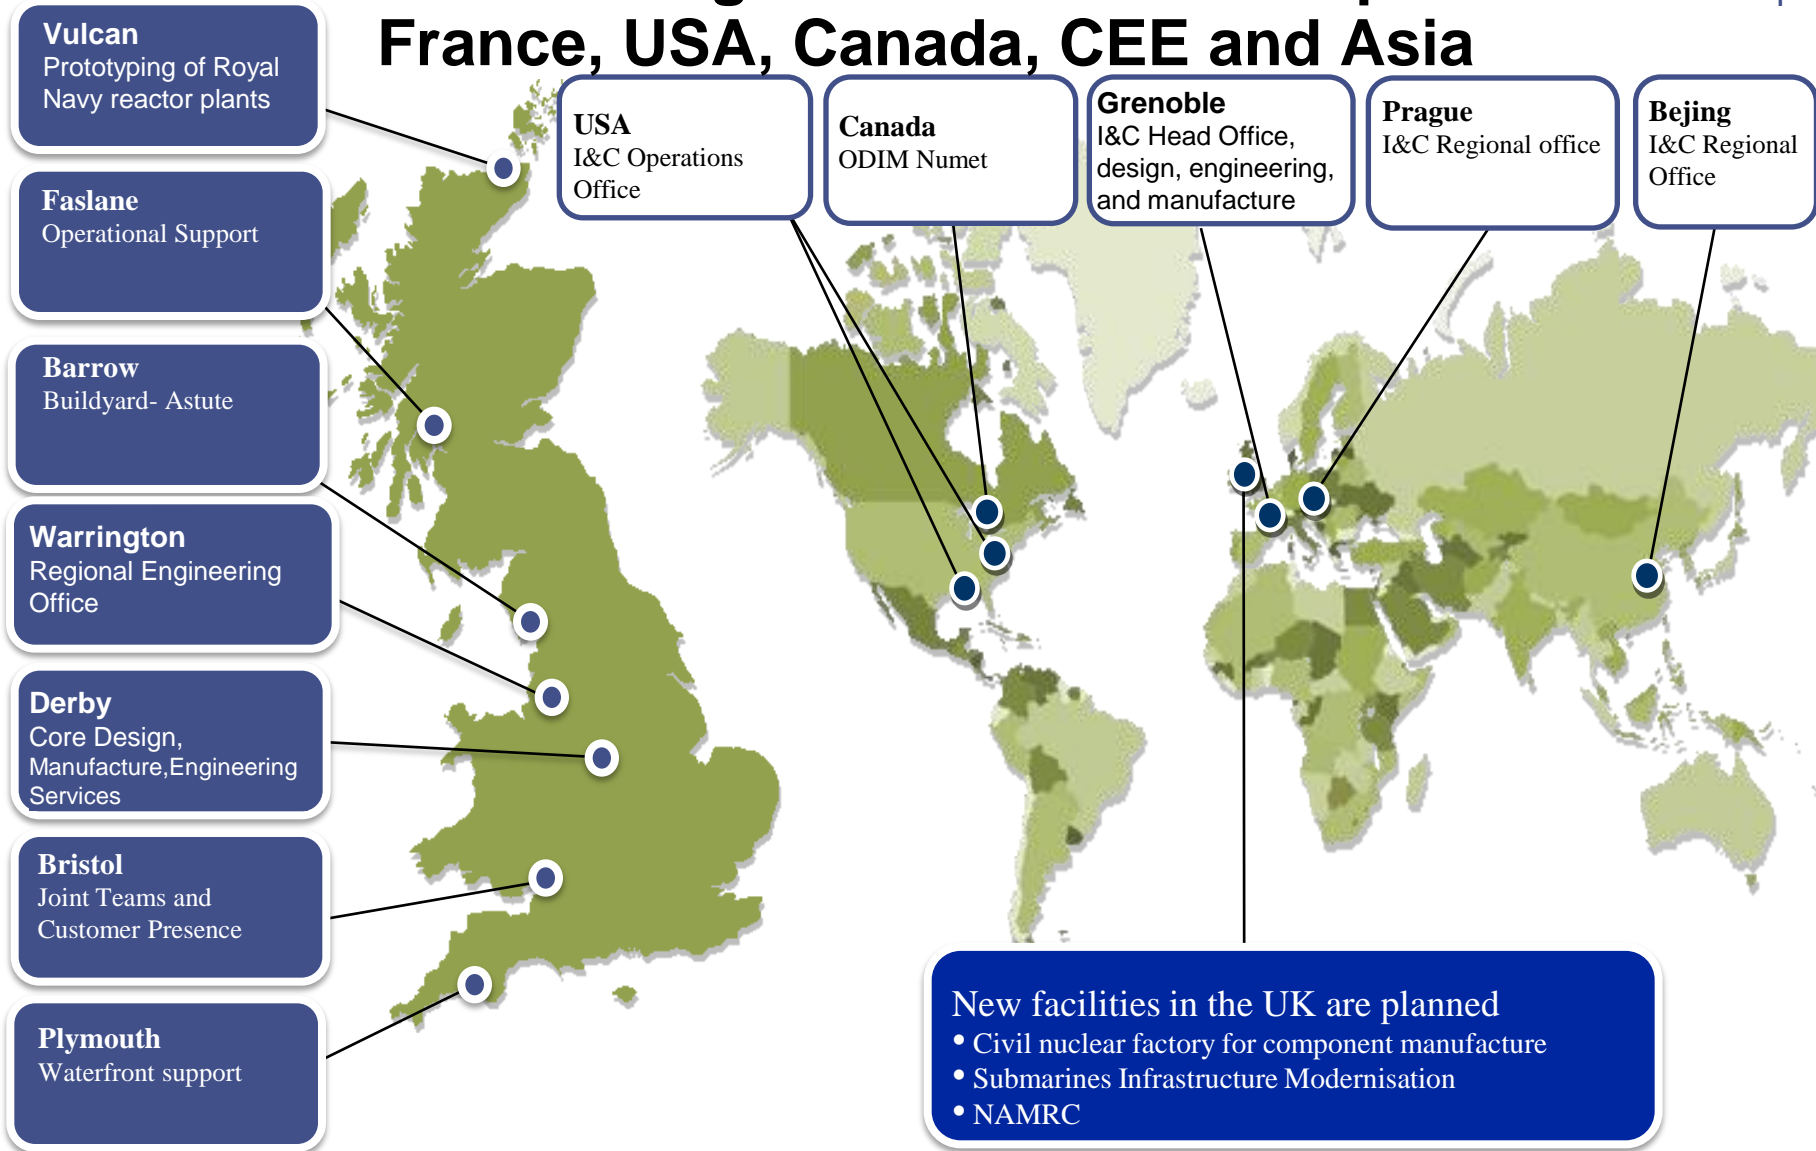 France, USA, Canada, CEE and Asia
Vulcan
Prototyping of Royal
Navy reactor plants
Faslane
Operational Support
Barrow
Buildyard- Astute
Warrington
Regional Engineering
Office
Derby
Core Design,
Manufacture,Engineering
Services
Bristol
Joint Teams and
Customer Presence
Plymouth
Waterfront support
USA
I&C Operations
Office
Canada
ODIM Numet
Grenoble
I&C Head Office,
design, engineering,
and manufacture
Prague
I&C Regional office
Bejing
I&C Regional
Office
New facilities in the UK are planned
• Civil nuclear factory for component manufacture
• Submarines Infrastructure Modernisation
• NAMRC